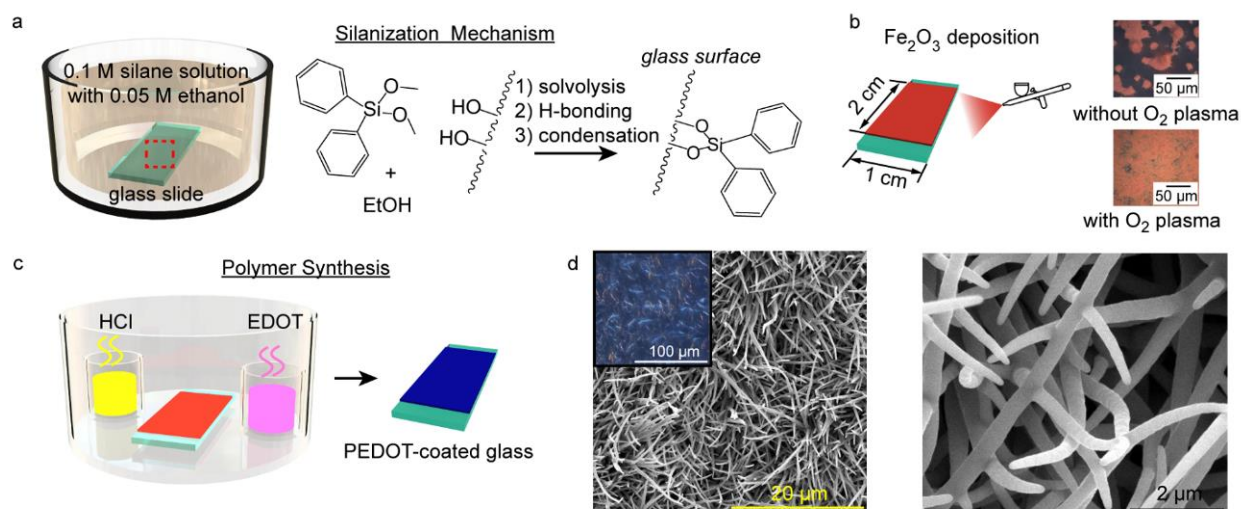 a
0.1 M silane solution
with 0.05 M ethanol
glass slide
Silanization Mechanism
Si
O
O
+
EtOH
HO
HO
1) solvolysis
2) H-bonding
3) condensation
glass surface
O
O
Si
b
Fe₂O₃ deposition
2 cm
1 cm
50 µm
without O₂ plasma
50 µm
with O₂ plasma
c
Polymer Synthesis
HCl
EDOT
PEDOT-coated glass
d
100 µm
20 µm
2 µm